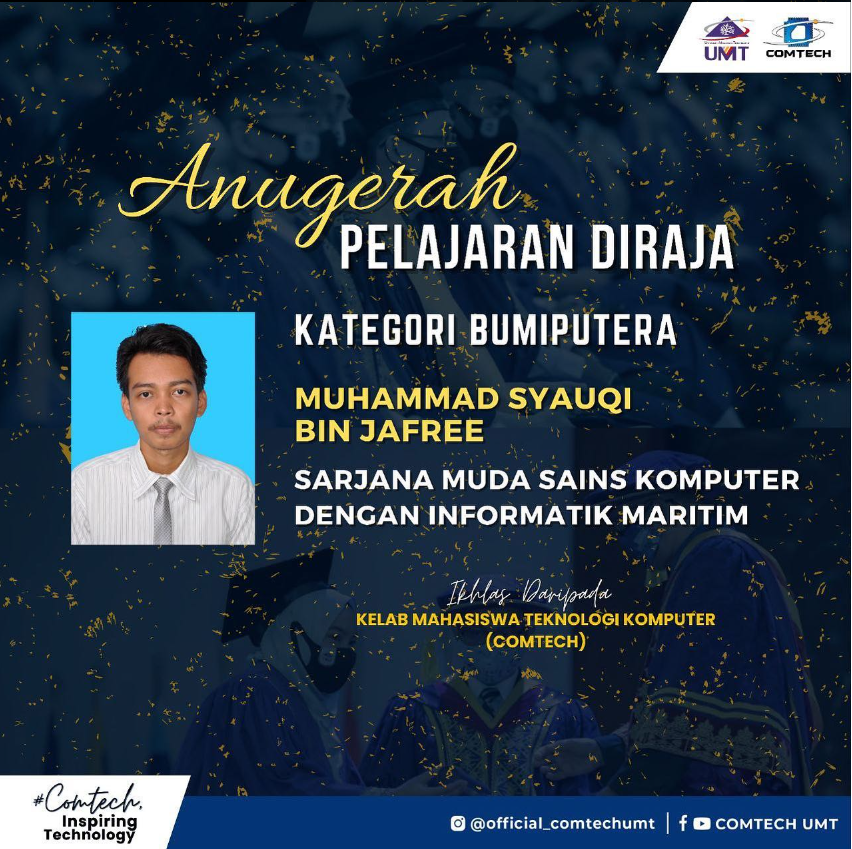 UMT
COMTECH
Anugerah
PELAJARAN DIRAJA
KATEGORI BUMIPUTERA
MUHAMMAD SYAUQI
BIN JAFREE
SARJANA MUDA SAINS KOMPUTER
DENGAN INFORMATIK MARITIM
Ikhlas Daripada
KELAB MAHASISWA TEKNOLOGI KOMPUTER
(COMTECH)
#Comtech,
Inspiring
Technology
@official_comtechumt | COMTECH UMT